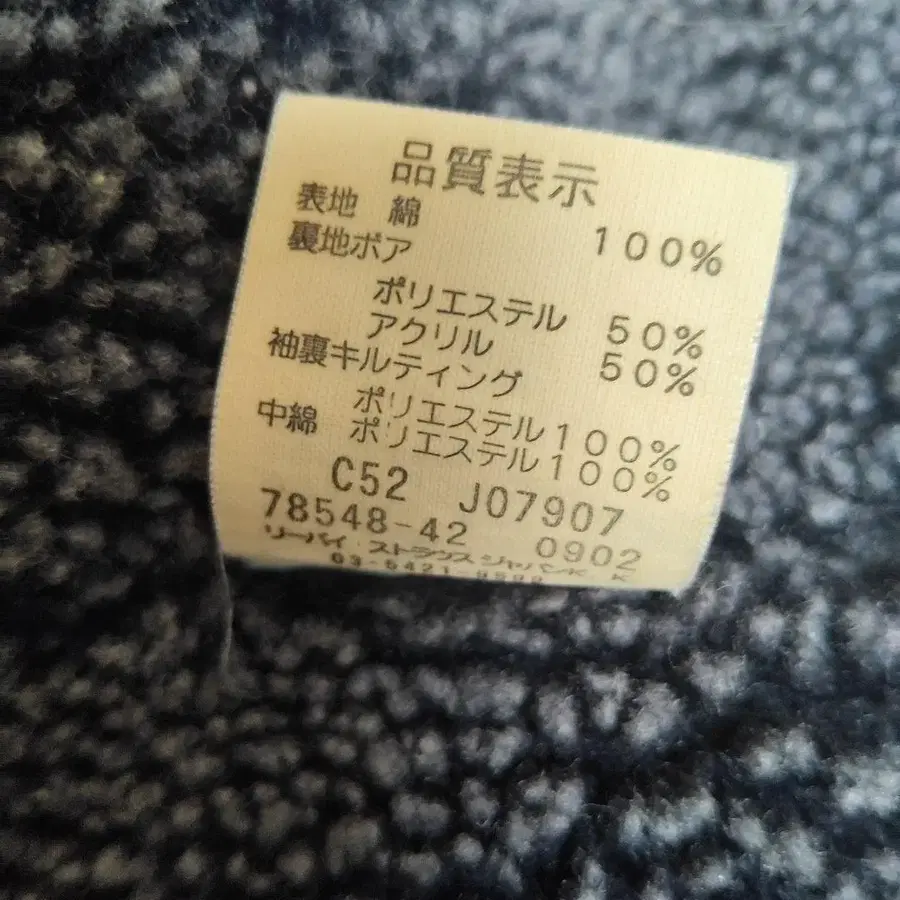 品質表示
表地 綿 100%
裏地ボア
ポリエステル 50%
アクリル 50%
袖裏キルティング
ポリエステル100%
中綿 ポリエステル100%
C52 J07907
78548-42 0902
リーバイ・ストラウス ジャパンK K
03-5421-